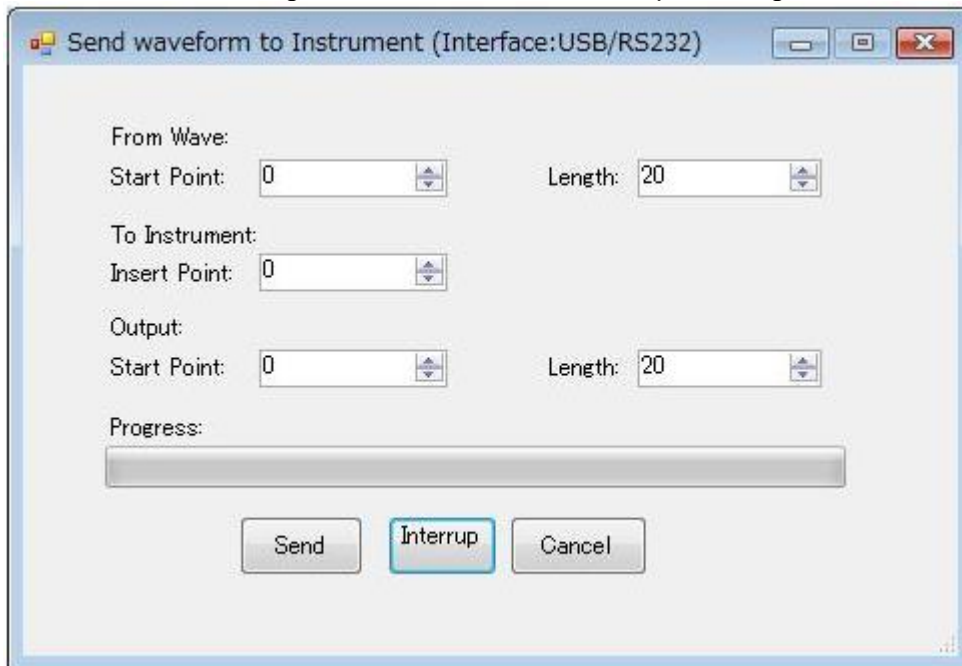 Send waveform to Instrument (Interface:USB/RS232)
From Wave:
Start Point: 0 Length: 20
To Instrument:
Insert Point: 0
Output:
Start Point: 0 Length: 20
Progress:
Send Interrup Cancel